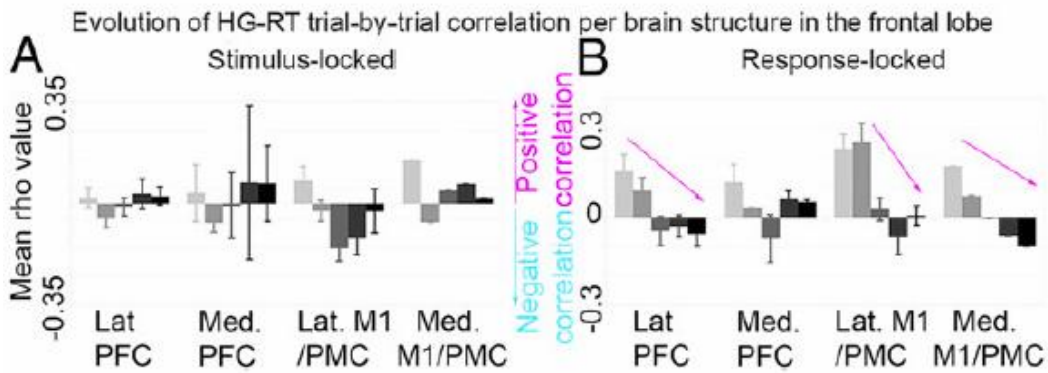 Evolution of HG-RT trial-by-trial correlation per brain structure in the frontal lobe
A
Stimulus-locked
Mean rho value
0.35
-0.35
Lat PFC
Med. PFC
Lat. M1 /PMC
Med. M1/PMC
Positive correlation
Negative correlation
B
Response-locked
0.3
0
-0.3
Lat PFC
Med. PFC
Lat. M1 /PMC
Med. M1/PMC